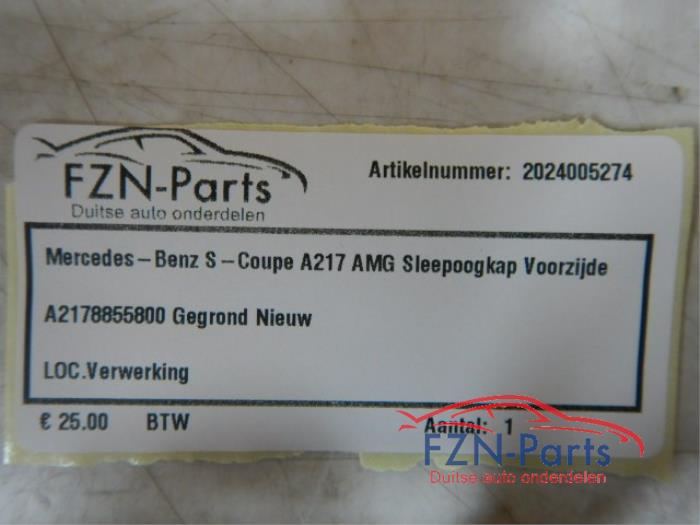 FZN-Parts
Duitse auto onderdelen
Artikelnummer: 2024005274
Mercedes-Benz S-Coupe A217 AMG Sleepoogkap Voorzijde
A2178855800 Gegrond Nieuw
LOC.Verwerking
€ 25.00 BTW
Aantal: 1
FZN-Parts
Duitse auto onderdelen